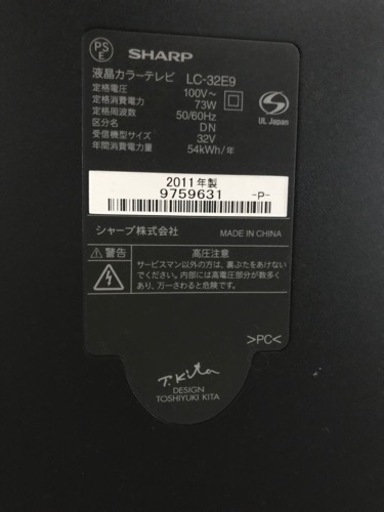 PS
E
SHARP
液晶カラーテレビ LC-32E9
定格電圧 100V~
定格消費電力 73W
定格周波数 50/60Hz
区分名 DN
受信機型サイズ 32V
年間消費電力量 54kWh/年
UL Japan
2011年製
9759631 -P-
シャープ株式会社 MADE IN CHINA
警告 高圧注意
サービスマン以外の方は、裏ぶたをあけない
でください。内部には高電圧部分が数多く
あり、万一さわると危険です。
>PC<
T. Kita
DESIGN
TOSHIYUKI KITA